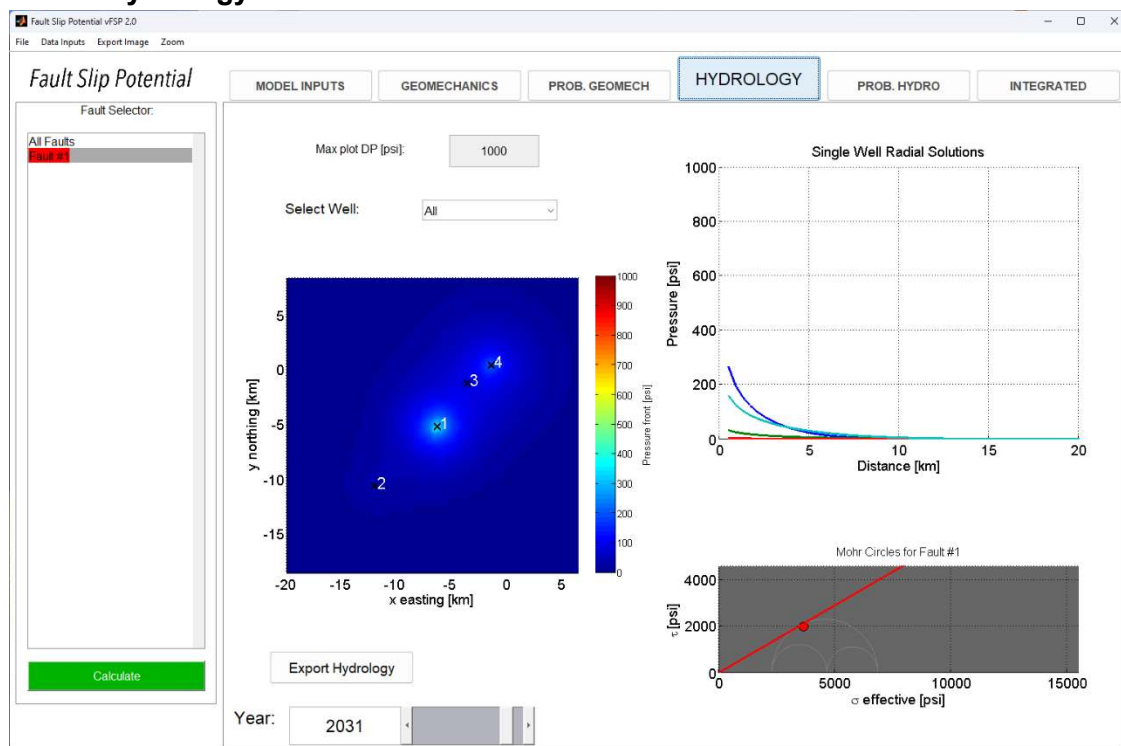 Fault Slip Potential vFSP 2.0
File Data Inputs Export Image Zoom
Fault Slip Potential
MODEL INPUTS
GEOMECHANICS
PROB. GEOMECH
HYDROLOGY
PROB. HYDRO
INTEGRATED
Fault Selector:
All Faults
Fault #1
Calculate
Max plot DP [psi]:
1000
Select Well:
All
5
0
-5
-10
-15
y northing [km]
-20 -15 -10 -5 0 5
x easting [km]
1
2
3
4
1000
900
800
700
600
500
400
300
200
100
0
Pressure front [psi]
Export Hydrology
Year:
2031
Single Well Radial Solutions
1000
800
600
400
200
0
Pressure [psi]
0 5 10 15 20
Distance [km]
Mohr Circles for Fault #1
4000
2000
0
τ [psi]
0 5000 10000 15000
σ effective [psi]